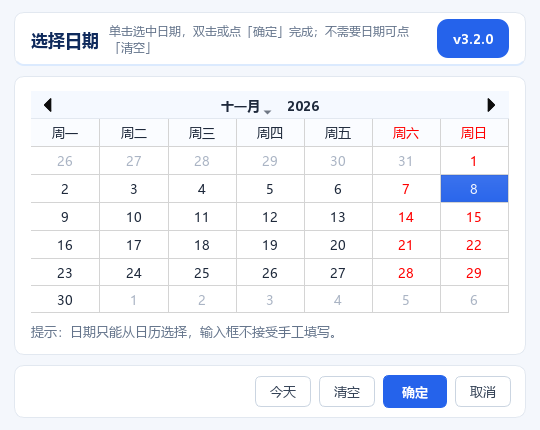 选择日期
单击选中日期，双击或点「确定」完成；不需要日期可点
「清空」
v3.2.0
十一月 2026
周一 周二 周三 周四 周五 周六 周日
26 27 28 29 30 31 1
2 3 4 5 6 7 8
9 10 11 12 13 14 15
16 17 18 19 20 21 22
23 24 25 26 27 28 29
30 1 2 3 4 5 6
提示：日期只能从日历选择，输入框不接受手工填写。
今天 清空 确定 取消